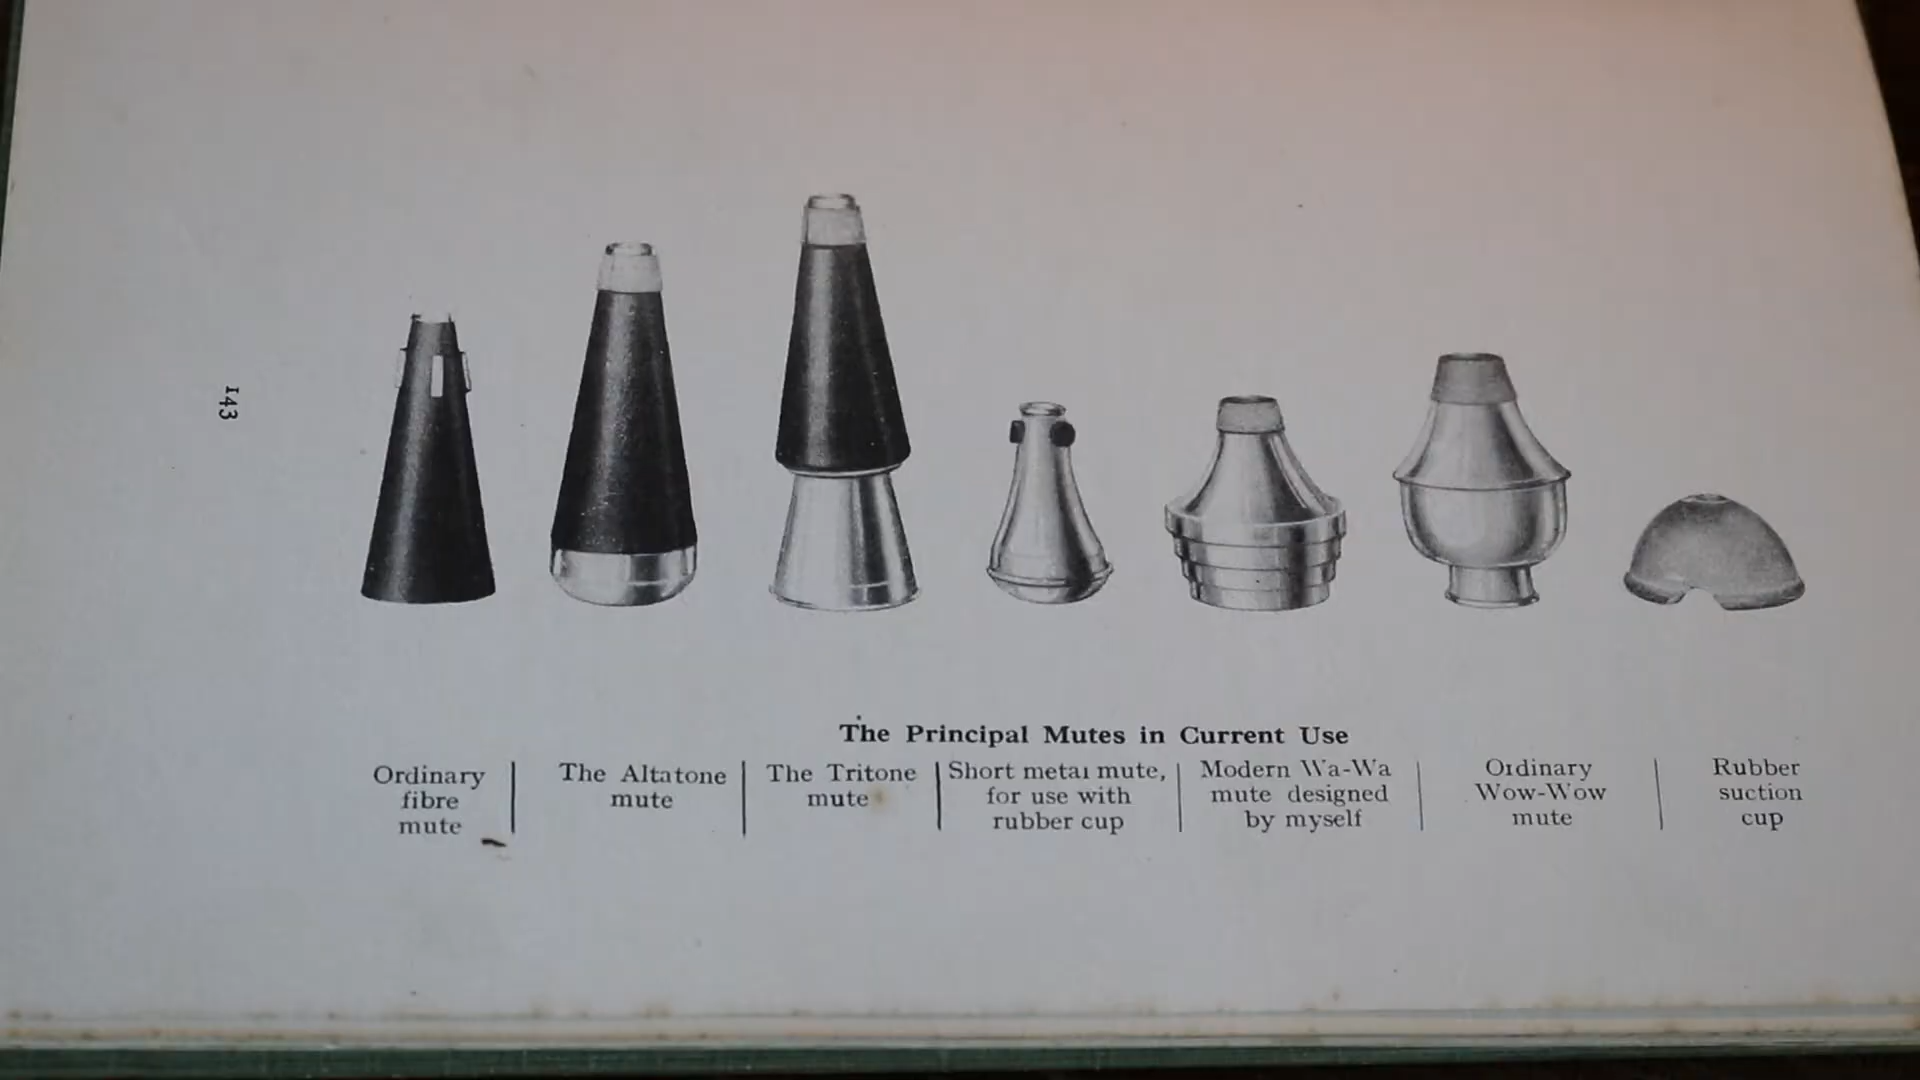 143
The Principal Mutes in Current Use
Ordinary
fibre
mute
The Altatone
mute
The Tritone
mute
Short metal mute,
for use with
rubber cup
Modern Wa-Wa
mute designed
by myself
Ordinary
Wow-Wow
mute
Rubber
suction
cup